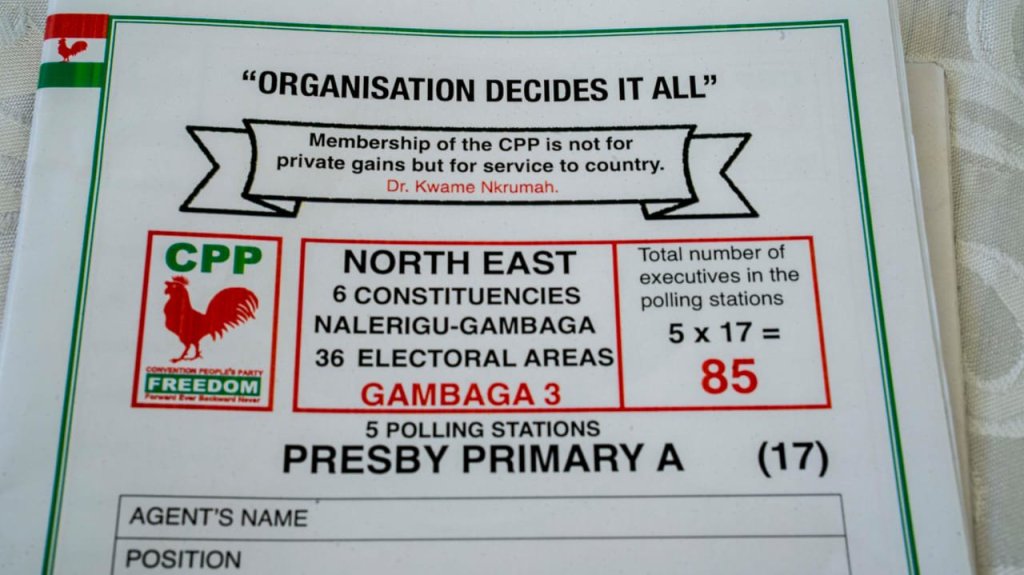 “ORGANISATION DECIDES IT ALL”
Membership of the CPP is not for
private gains but for service to country.
Dr. Kwame Nkrumah.
CPP
CONVENTION PEOPLE'S PARTY
FREEDOM
Forward Ever Backward Never
NORTH EAST
6 CONSTITUENCIES
NALERIGU-GAMBAGA
36 ELECTORAL AREAS
GAMBAGA 3
Total number of
executives in the
polling stations
5 x 17 =
85
5 POLLING STATIONS
PRESBY PRIMARY A (17)
AGENT'S NAME
POSITION